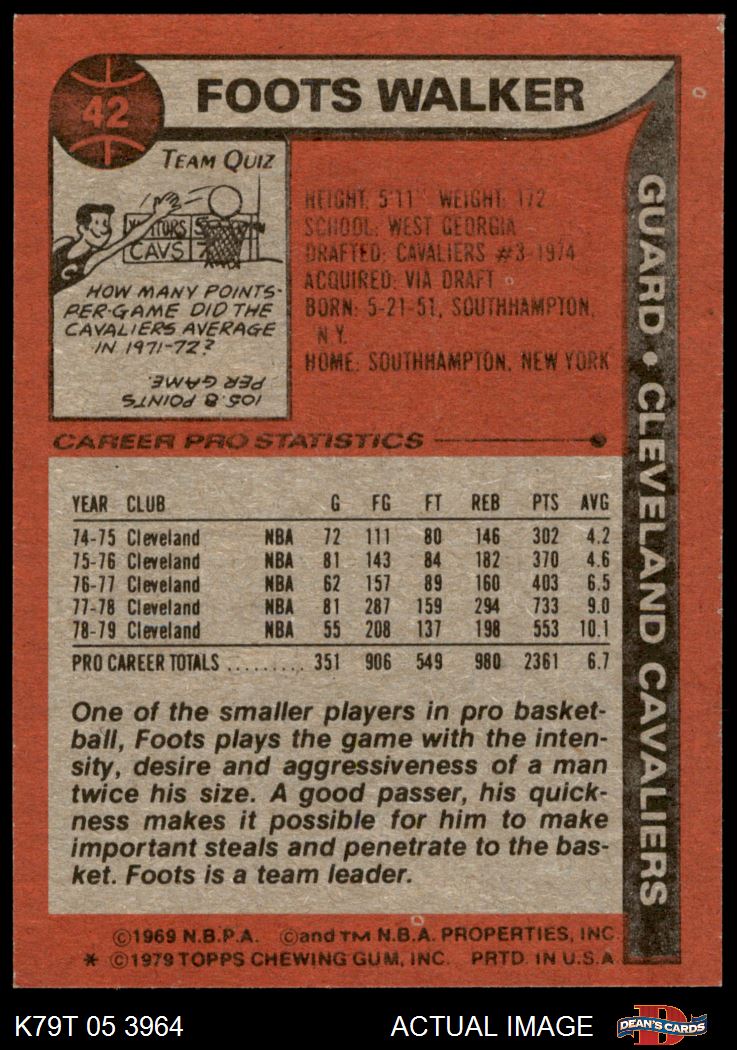 42
FOOTS WALKER
TEAM QUIZ
VISITORS 5
CAVS 7
HOW MANY POINTS-
PER-GAME DID THE
CAVALIERS AVERAGE
IN 1971-72?
105.8 POINTS
PER GAME.
HEIGHT: 5'11" WEIGHT: 172
SCHOOL: WEST GEORGIA
DRAFTED: CAVALIERS #3-1974
ACQUIRED: VIA DRAFT
BORN: 5-21-51, SOUTHHAMPTON,
N.Y.
HOME: SOUTHHAMPTON, NEW YORK
GUARD • CLEVELAND CAVALIERS
CAREER PRO STATISTICS
YEAR CLUB G FG FT REB PTS AVG
74-75 Cleveland NBA 72 111 80 146 302 4.2
75-76 Cleveland NBA 81 143 84 182 370 4.6
76-77 Cleveland NBA 62 157 89 160 403 6.5
77-78 Cleveland NBA 81 287 159 294 733 9.0
78-79 Cleveland NBA 55 208 137 198 553 10.1
PRO CAREER TOTALS ......... 351 906 549 980 2361 6.7
One of the smaller players in pro basket-
ball, Foots plays the game with the inten-
sity, desire and aggressiveness of a man
twice his size. A good passer, his quick-
ness makes it possible for him to make
important steals and penetrate to the bas-
ket. Foots is a team leader.
©1969 N.B.P.A. ©and TM N.B.A. PROPERTIES, INC.
* ©1979 TOPPS CHEWING GUM, INC. PRTD. IN U.S.A
K79T 05 3964
ACTUAL IMAGE
D
DEAN'S CARDS